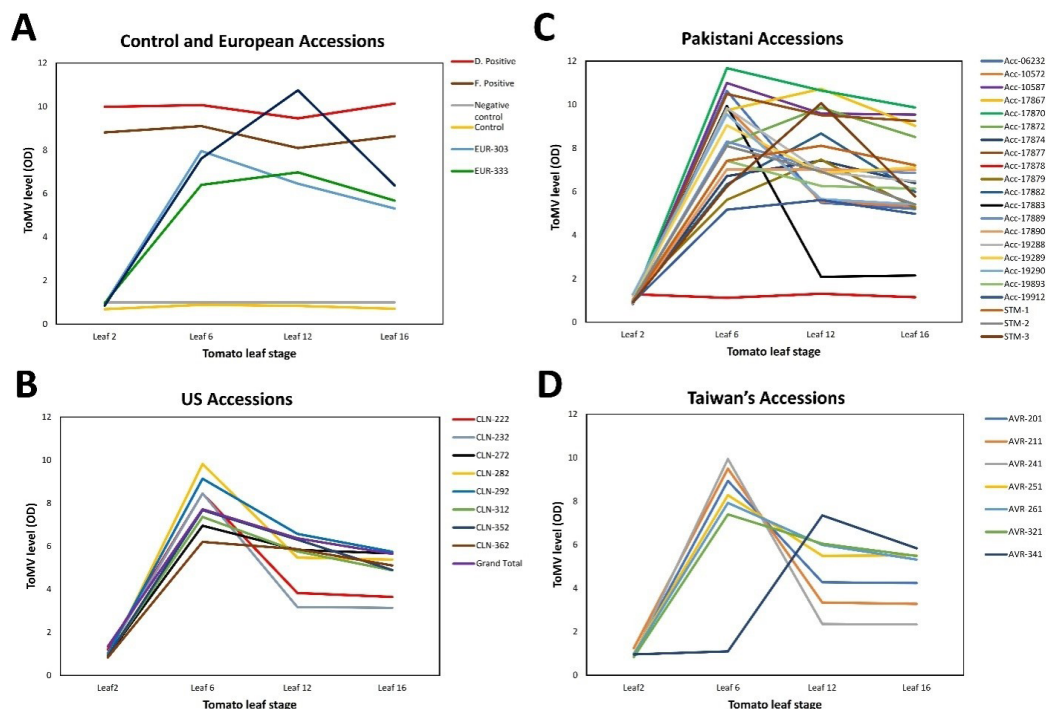 A
Control and European Accessions
ToMV level (OD)
12
10
8
6
4
2
0
Leaf 2
Leaf 6
Leaf 12
Leaf 16
Tomato leaf stage
D. Positive
F. Positive
Negative
control
Control
EUR-303
EUR-333
B
US Accessions
ToMV level (OD)
12
10
8
6
4
2
0
Leaf2
Leaf 6
Leaf 12
Leaf 16
Tomato leaf stage
CLN-222
CLN-232
CLN-272
CLN-282
CLN-292
CLN-312
CLN-352
CLN-362
Grand Total
C
Pakistani Accessions
ToMV level (OD)
12
10
8
6
4
2
0
Leaf 2
Leaf 6
Leaf 12
Leaf 16
Tomato leaf stage
Acc-06232
Acc-10572
Acc-10587
Acc-17867
Acc-17870
Acc-17872
Acc-17874
Acc-17877
Acc-17878
Acc-17879
Acc-17882
Acc-17883
Acc-17889
Acc-17890
Acc-19288
Acc-19289
Acc-19290
Acc-19893
Acc-19912
STM-1
STM-2
STM-3
D
Taiwan's Accessions
ToMV level (OD)
12
10
8
6
4
2
0
Leaf2
Leaf 6
Leaf 12
Leaf 16
Tomato leaf stage
AVR-201
AVR-211
AVR-241
AVR-251
AVR-261
AVR-321
AVR-341